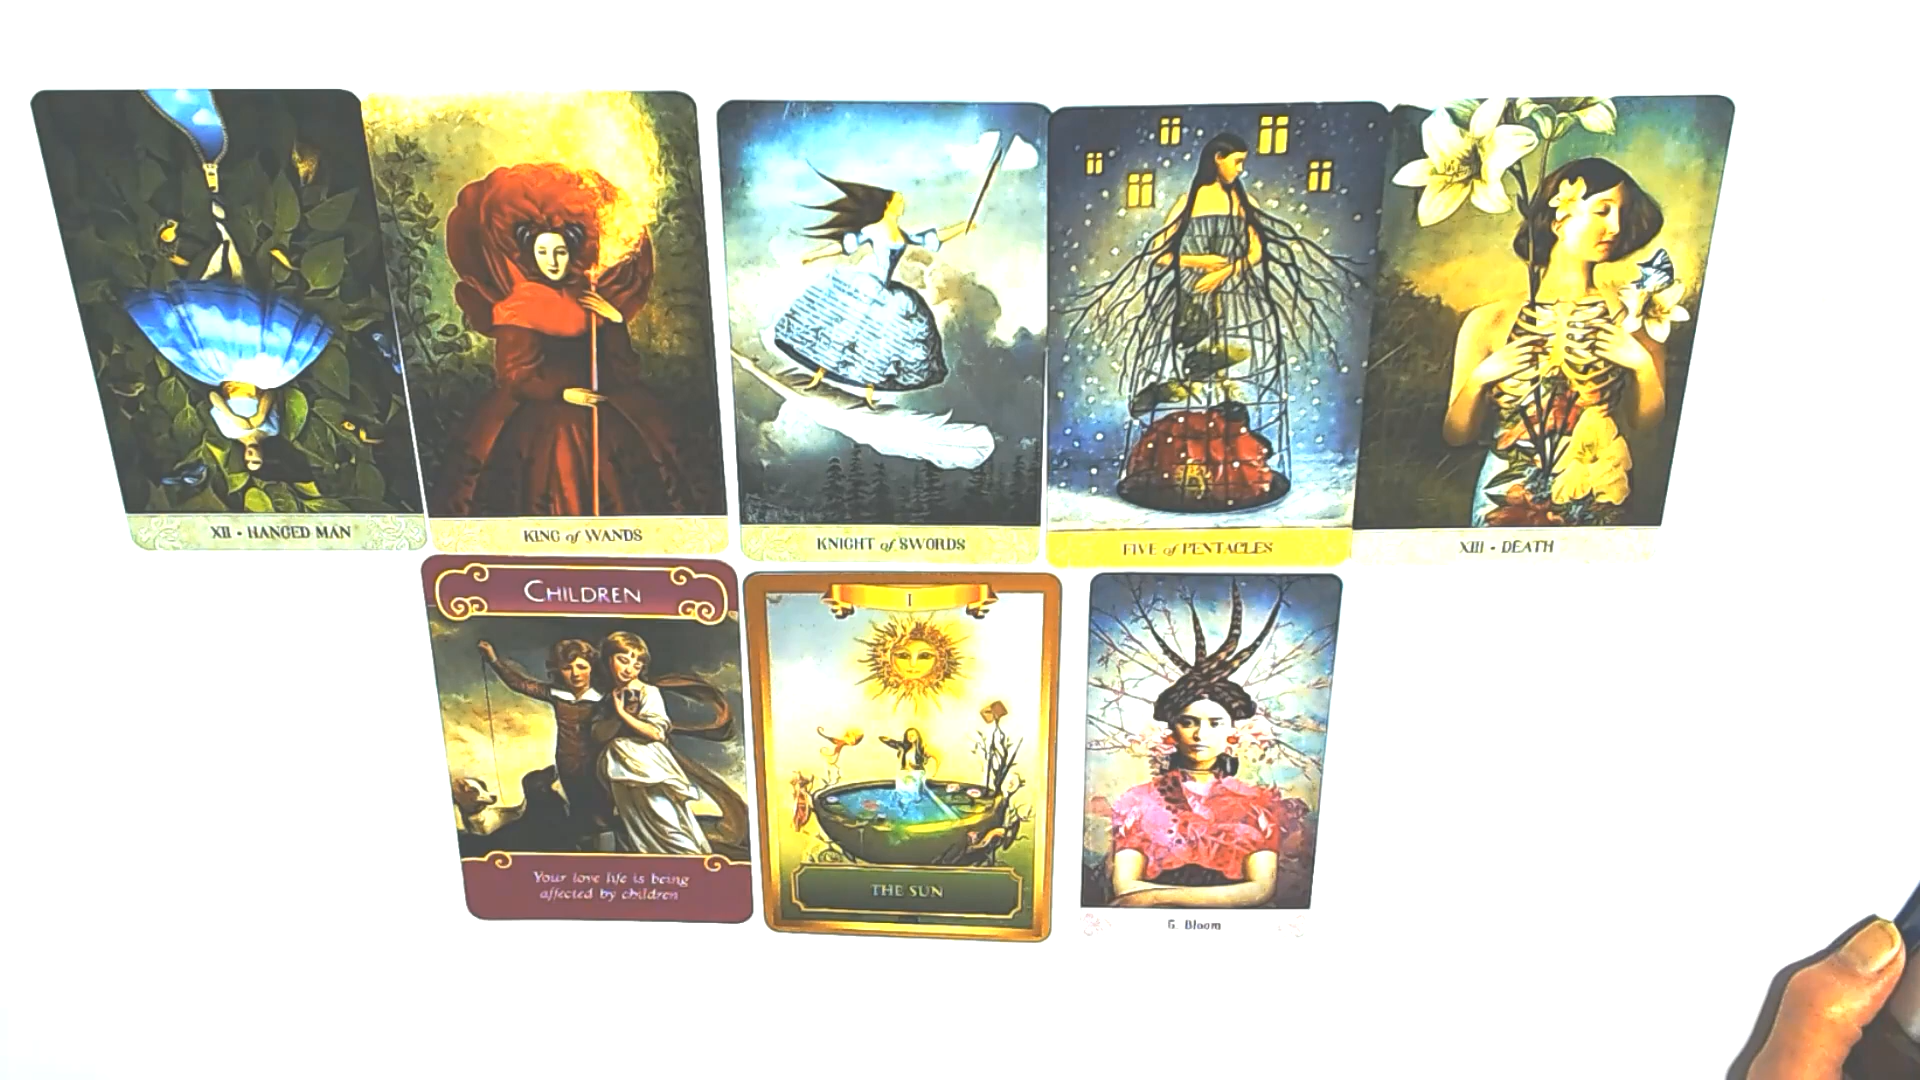 XII • HANGED MAN
KING of WANDS
KNIGHT of SWORDS
FIVE of PENTACLES
XIII • DEATH
CHILDREN
Your love life is being
affected by children
I
THE SUN
G. Bloom